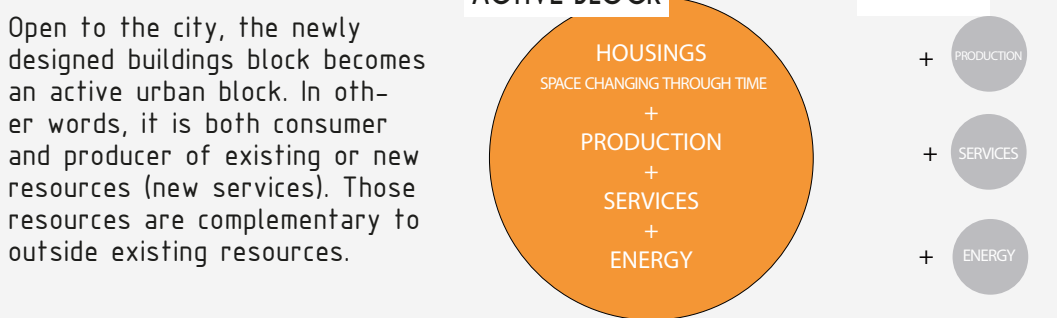 Open to the city, the newly
designed buildings block becomes
an active urban block. In oth-
er words, it is both consumer
and producer of existing or new
resources (new services). Those
resources are complementary to
outside existing resources.
ACTIVE BLOCK
HOUSINGS
SPACE CHANGING THROUGH TIME
+
PRODUCTION
+
SERVICES
+
ENERGY
+ PRODUCTION
+ SERVICES
+ ENERGY